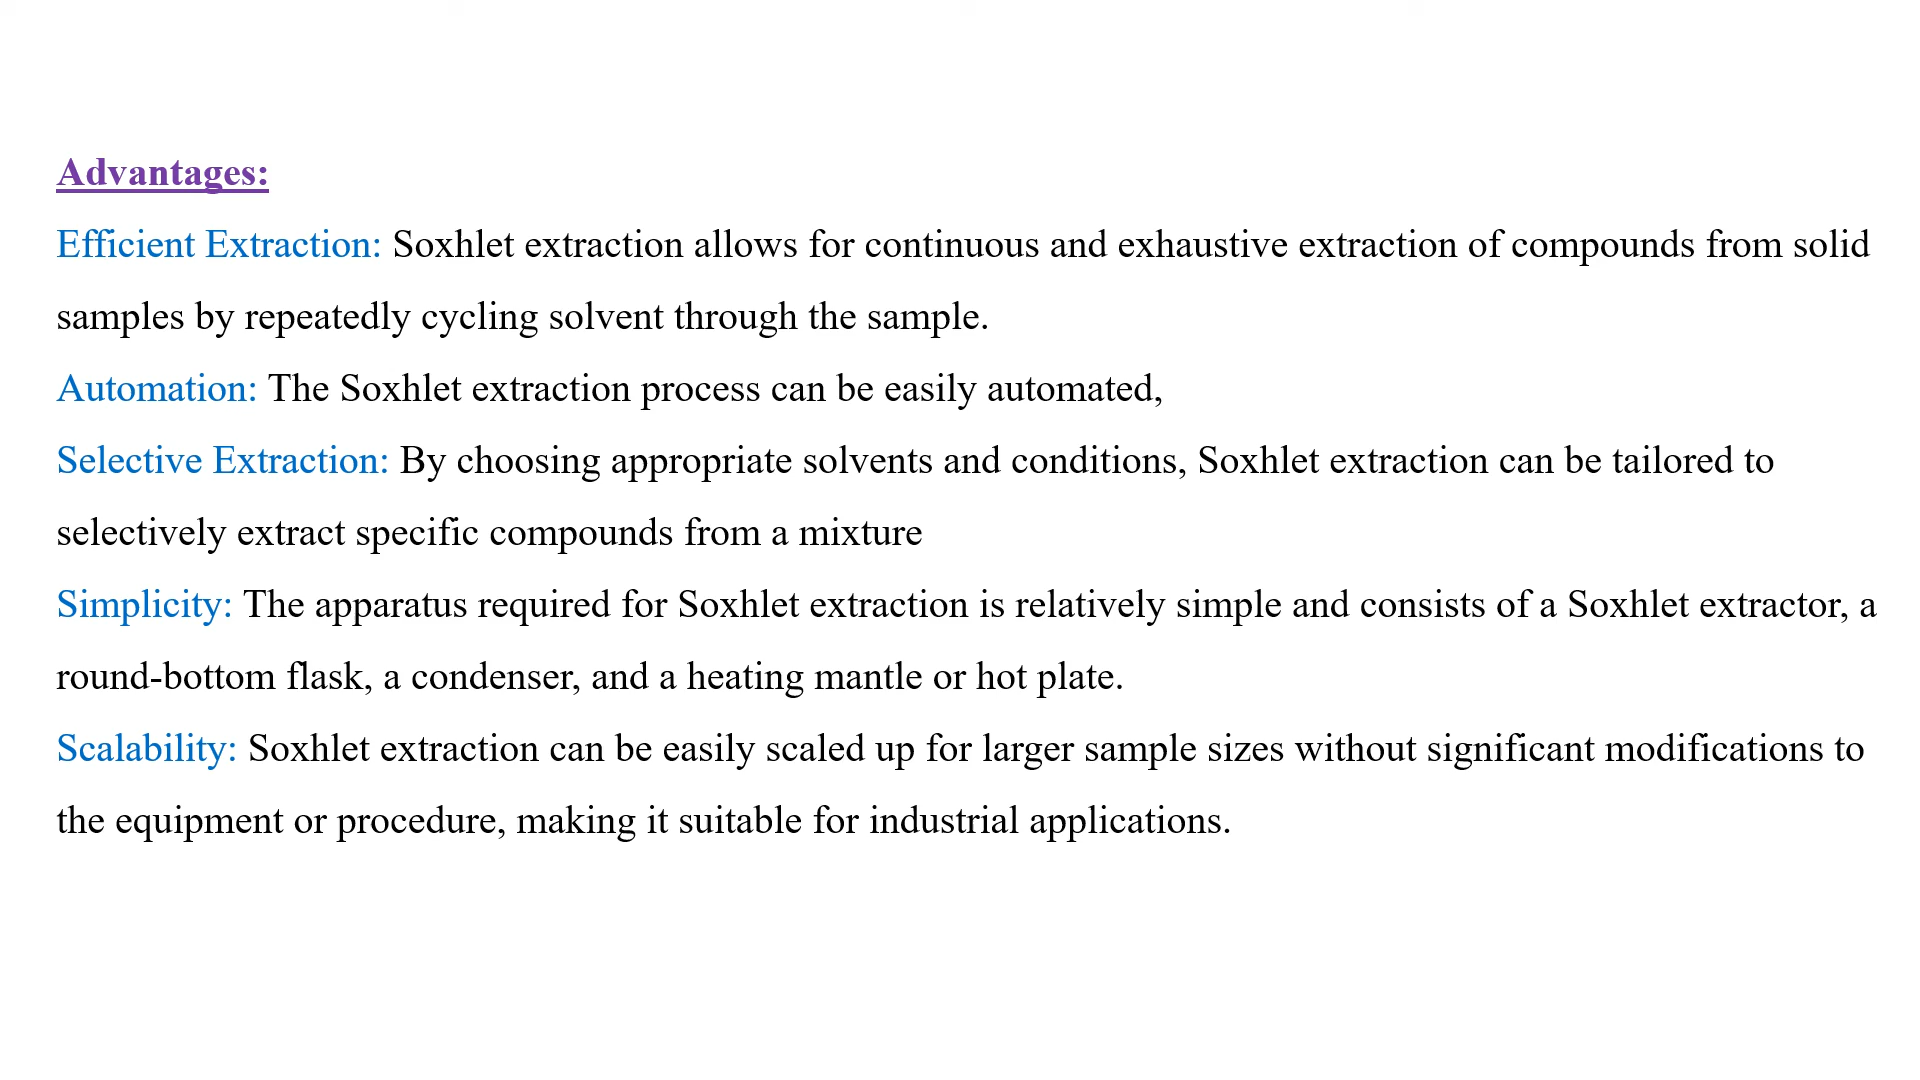 Advantages:
Efficient Extraction: Soxhlet extraction allows for continuous and exhaustive extraction of compounds from solid
samples by repeatedly cycling solvent through the sample.
Automation: The Soxhlet extraction process can be easily automated,
Selective Extraction: By choosing appropriate solvents and conditions, Soxhlet extraction can be tailored to
selectively extract specific compounds from a mixture
Simplicity: The apparatus required for Soxhlet extraction is relatively simple and consists of a Soxhlet extractor, a
round-bottom flask, a condenser, and a heating mantle or hot plate.
Scalability: Soxhlet extraction can be easily scaled up for larger sample sizes without significant modifications to
the equipment or procedure, making it suitable for industrial applications.